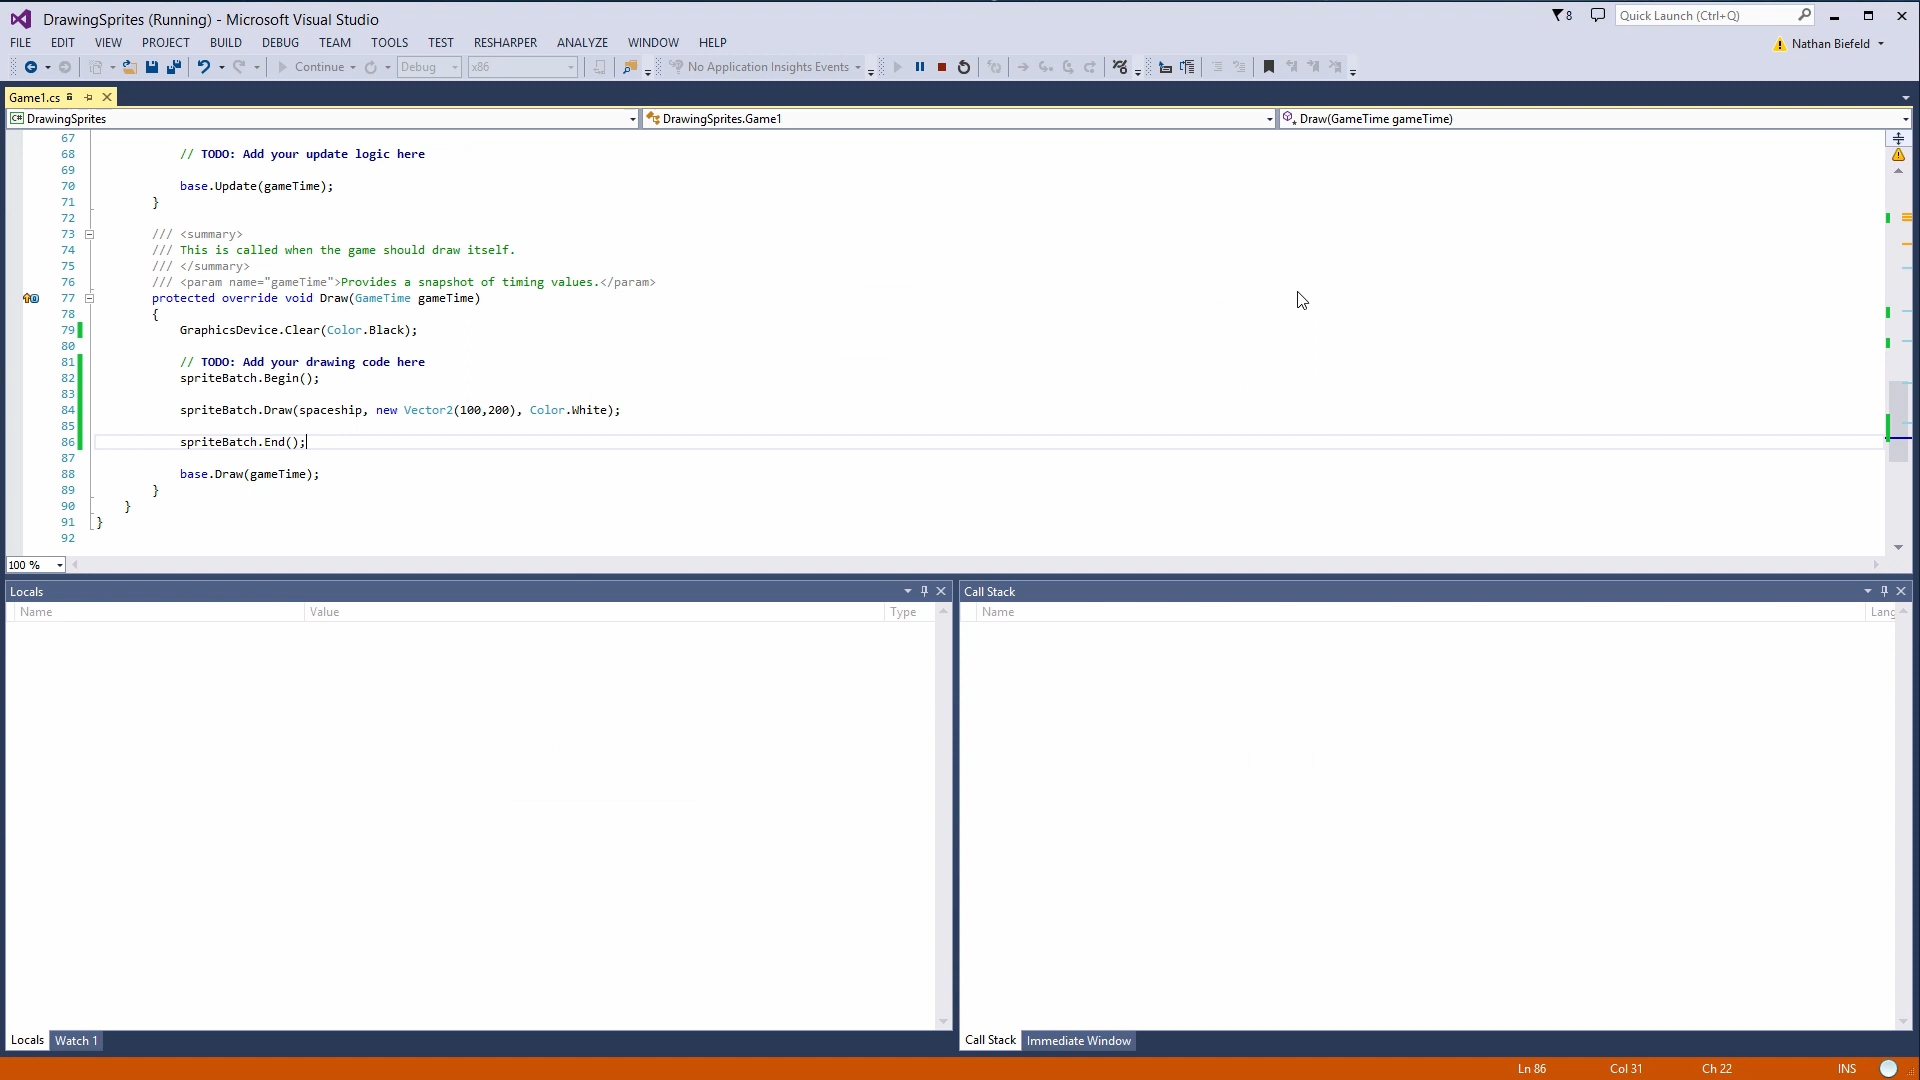 DrawingSprites (Running) - Microsoft Visual Studio
8
Quick Launch (Ctrl+Q)
FILE EDIT VIEW PROJECT BUILD DEBUG TEAM TOOLS TEST RESHARPER ANALYZE WINDOW HELP
Nathan Biefeld
Continue
Debug
x86
No Application Insights Events
Game1.cs
DrawingSprites
DrawingSprites.Game1
Draw(GameTime gameTime)
67
68 // TODO: Add your update logic here
69
70 base.Update(gameTime);
71 }
72
73 /// <summary>
74 /// This is called when the game should draw itself.
75 /// </summary>
76 /// <param name="gameTime">Provides a snapshot of timing values.</param>
77 protected override void Draw(GameTime gameTime)
78 {
79 GraphicsDevice.Clear(Color.Black);
80
81 // TODO: Add your drawing code here
82 spriteBatch.Begin();
83
84 spriteBatch.Draw(spaceship, new Vector2(100,200), Color.White);
85
86 spriteBatch.End();
87
88 base.Draw(gameTime);
89 }
90 }
91 }
92
100 %
Locals
Name Value Type
Call Stack
Name Lang
Locals Watch 1
Call Stack Immediate Window
Ln 86 Col 31 Ch 22 INS